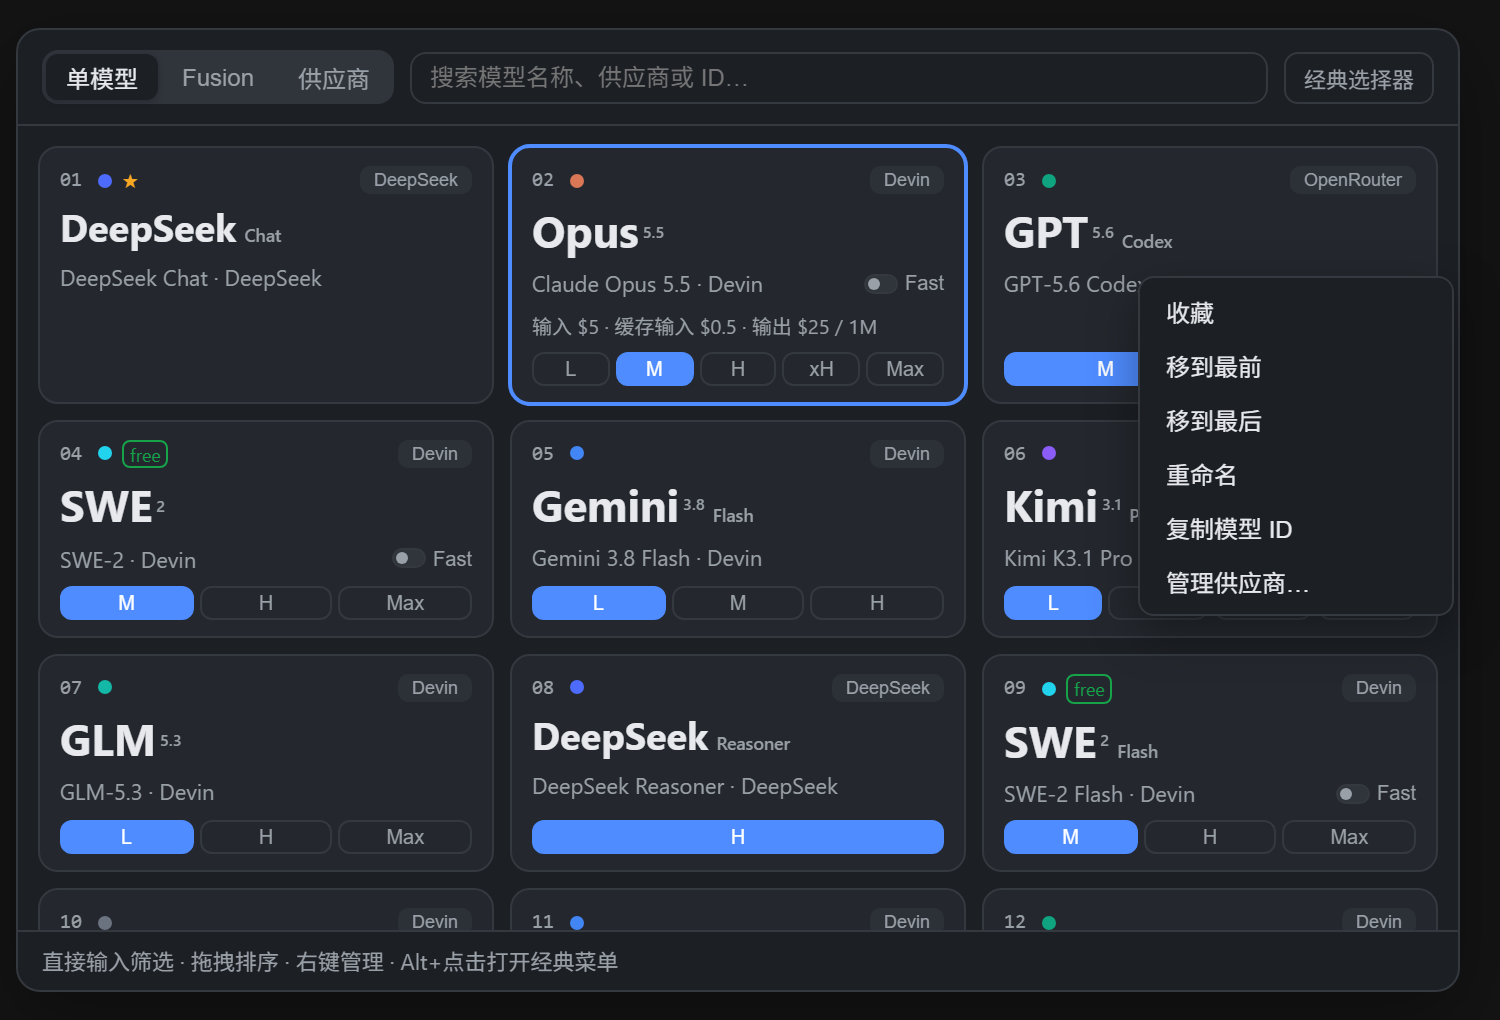 单模型 Fusion 供应商 搜索模型名称、供应商或 ID... 经典选择器
01 ★ DeepSeek
DeepSeek Chat
DeepSeek Chat · DeepSeek
02 Devin
Opus 5.5
Claude Opus 5.5 · Devin Fast
输入 $5 · 缓存输入 $0.5 · 输出 $25 / 1M
L M H xH Max
03 OpenRouter
GPT 5.6 Codex
GPT-5.6 Codex
M
收藏
移到最前
移到最后
重命名
复制模型 ID
管理供应商...
04 free Devin
SWE 2
SWE-2 · Devin Fast
M H Max
05 Devin
Gemini 3.8 Flash
Gemini 3.8 Flash · Devin
L M H
06
Kimi 3.1
Kimi K3.1 Pro
L
07 Devin
GLM 5.3
GLM-5.3 · Devin
L H Max
08 DeepSeek
DeepSeek Reasoner
DeepSeek Reasoner · DeepSeek
H
09 free Devin
SWE 2 Flash
SWE-2 Flash · Devin Fast
M H Max
10 Devin
11 Devin
12 Devin
直接输入筛选 · 拖拽排序 · 右键管理 · Alt+点击打开经典菜单